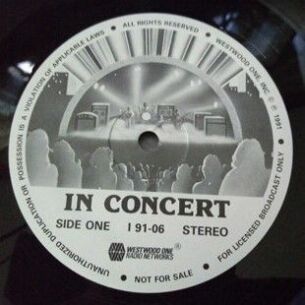 UNAUTHORIZED DUPLICATION OR POSSESSION IS A VIOLATION OF APPLICABLE LAWS • ALL RIGHTS RESERVED • WESTWOOD ONE, INC. © ℗ 1991
FOR LICENSED BROADCAST ONLY •
IN CONCERT
SIDE ONE I 91-06 STEREO
WESTWOOD ONE ®
RADIO NETWORKS
• NOT FOR SALE •